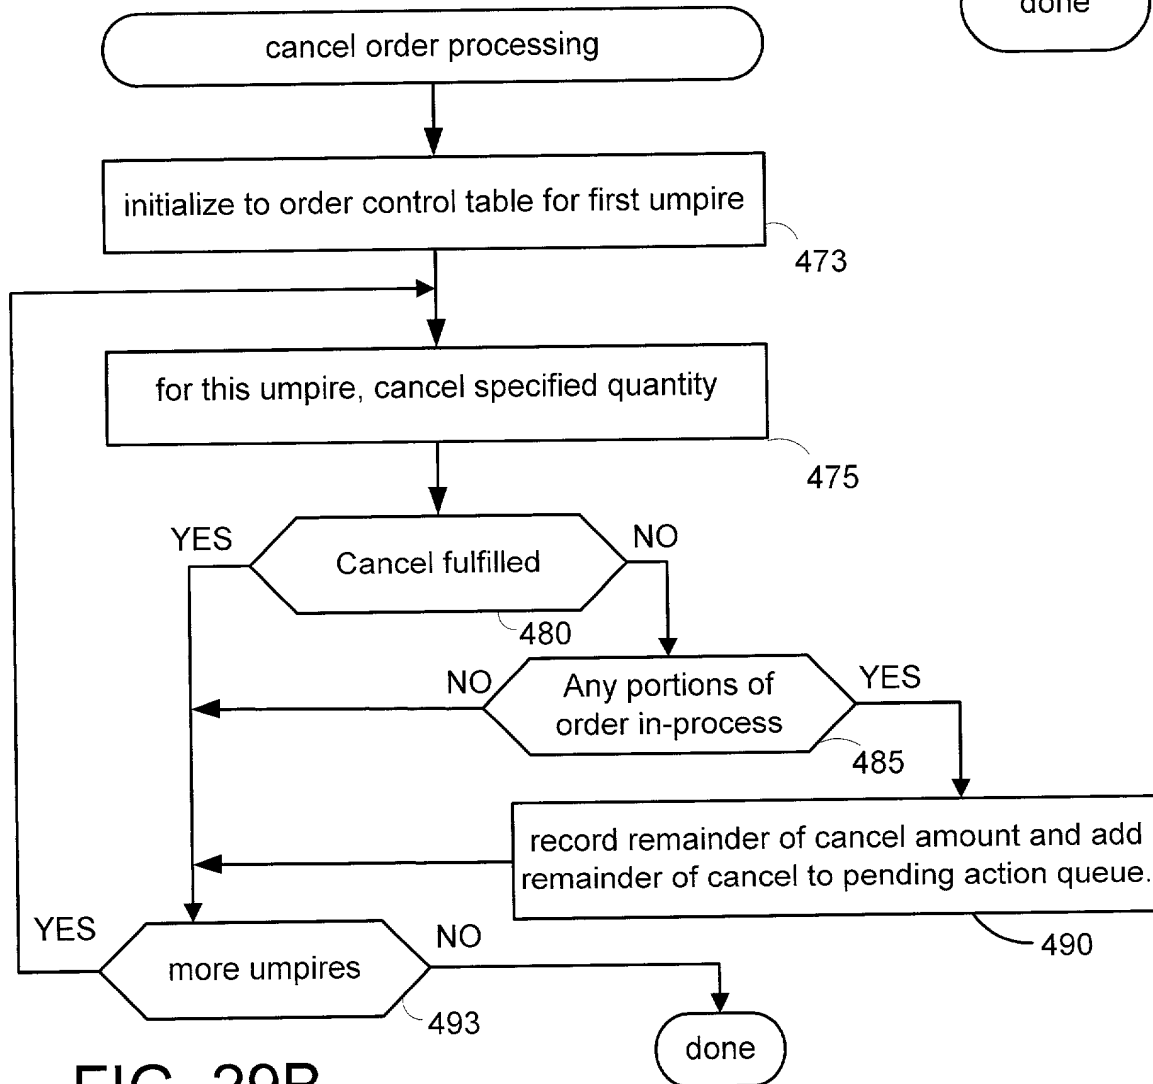 done
cancel order processing
initialize to order control table for first umpire
473
for this umpire, cancel specified quantity
475
YES
NO
Cancel fulfilled
480
NO
Any portions of
order in-process
YES
485
record remainder of cancel amount and add
remainder of cancel to pending action queue.
490
YES
more umpires
NO
493
done
FIG. 29B